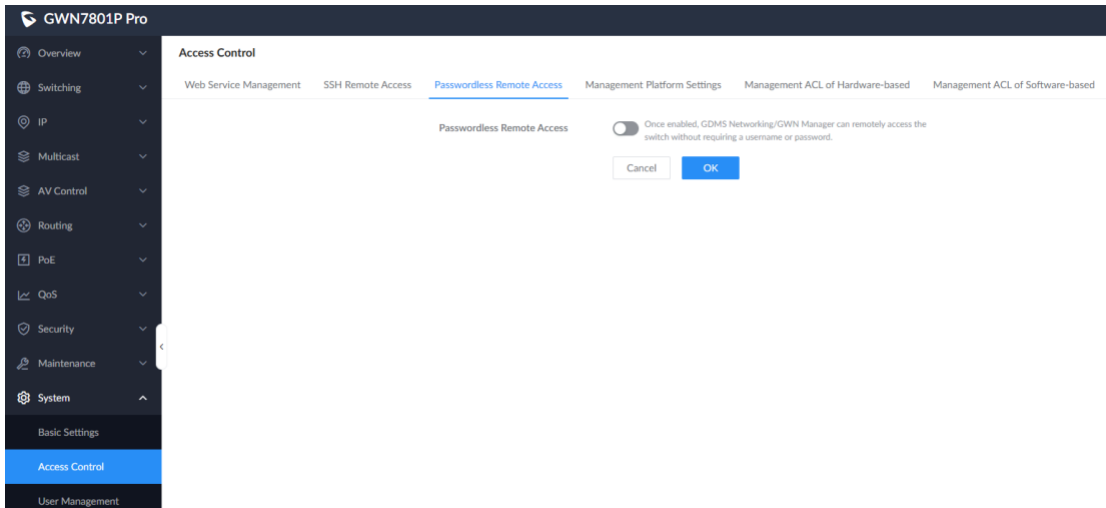 GWN7801P Pro
Overview
Switching
IP
Multicast
AV Control
Routing
PoE
QoS
Security
Maintenance
System
Basic Settings
Access Control
User Management
Access Control
Web Service Management
SSH Remote Access
Passwordless Remote Access
Management Platform Settings
Management ACL of Hardware-based
Management ACL of Software-based
Passwordless Remote Access
Once enabled, GDMS Networking/GWN Manager can remotely access the
switch without requiring a username or password.
Cancel
OK